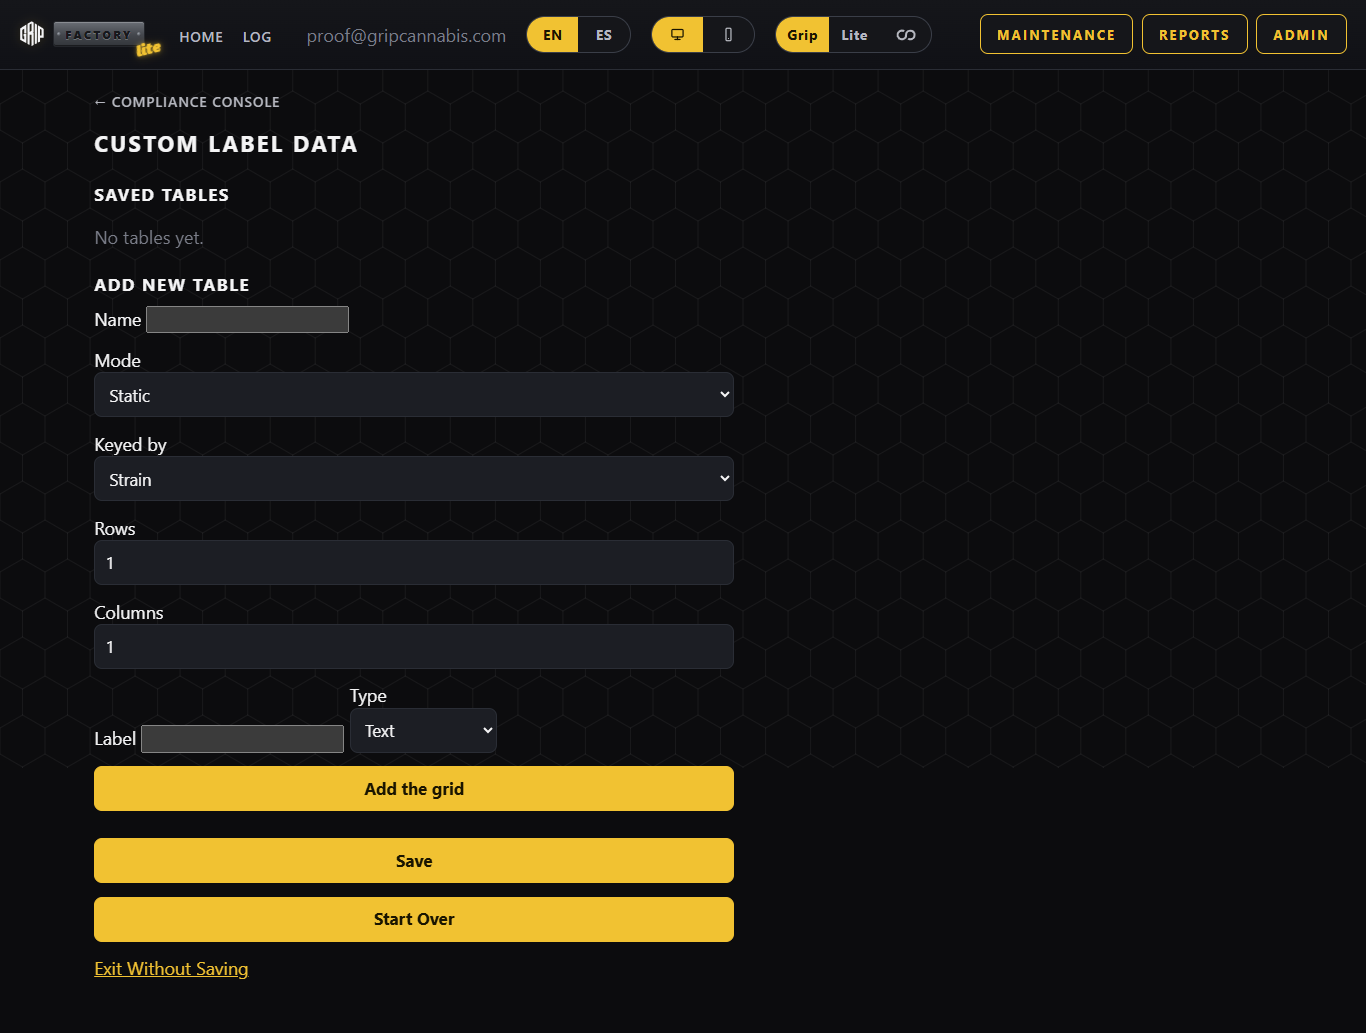 GRIP FACTORY lite HOME LOG proof@gripcannabis.com EN ES Grip Lite MAINTENANCE REPORTS ADMIN
← COMPLIANCE CONSOLE
CUSTOM LABEL DATA
SAVED TABLES
No tables yet.
ADD NEW TABLE
Name
Mode
Static
Keyed by
Strain
Rows
1
Columns
1
Type
Label Text
Add the grid
Save
Start Over
Exit Without Saving